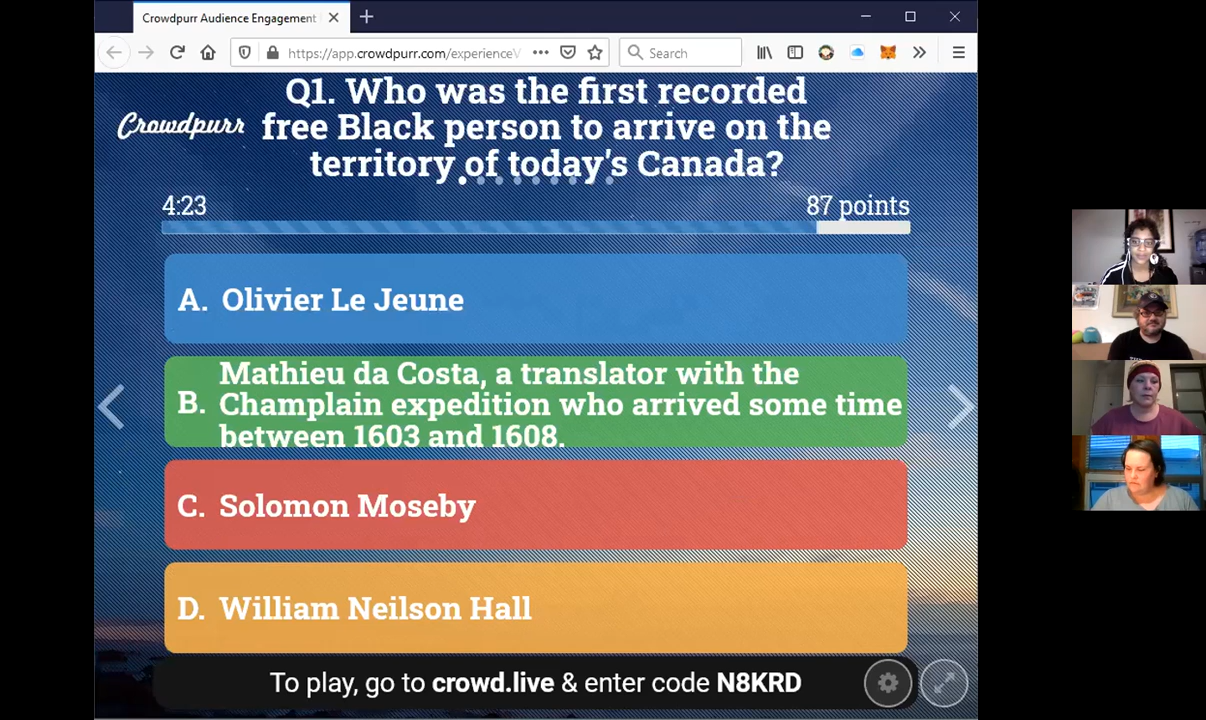 Crowdpurr Audience Engagement
https://app.crowdpurr.com/experienceV
Search
Q1. Who was the first recorded
Crowdpurr
free Black person to arrive on the
territory of today's Canada?
4:23
87 points
A. Olivier Le Jeune
B. Mathieu da Costa, a translator with the
Champlain expedition who arrived some time
between 1603 and 1608.
C. Solomon Moseby
D. William Neilson Hall
To play, go to crowd.live & enter code N8KRD